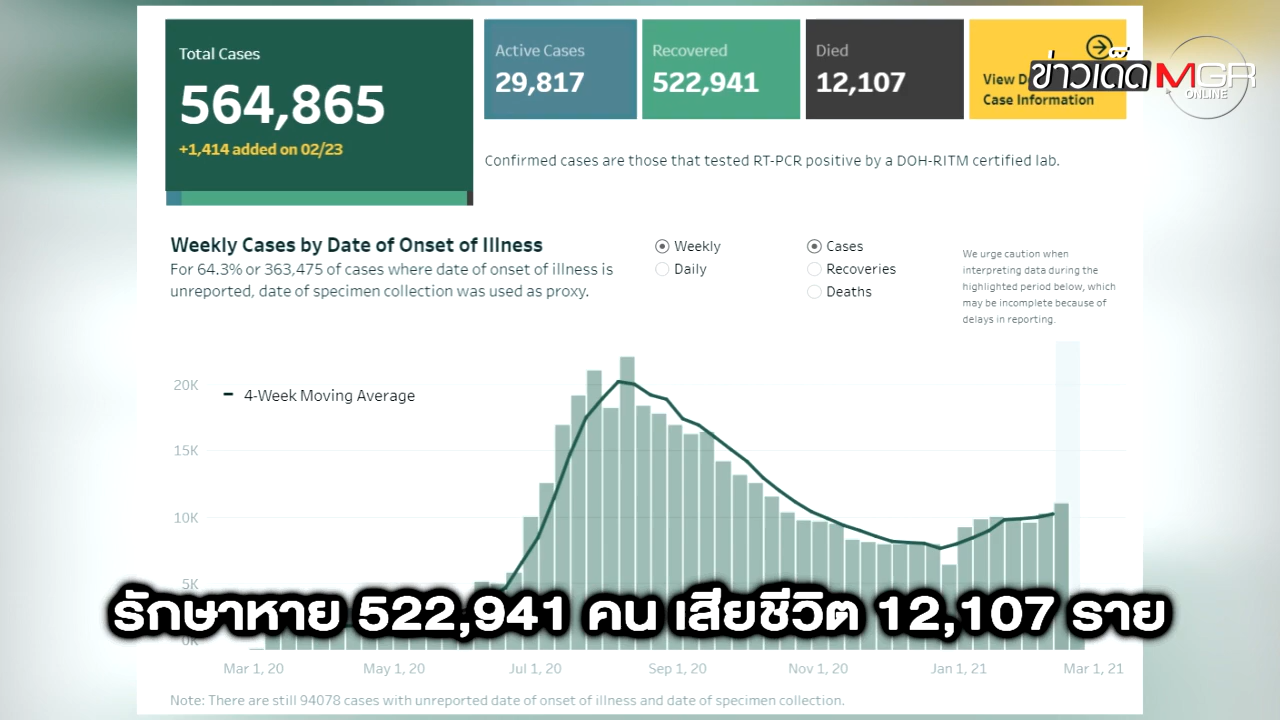 Total Cases
564,865
+1,414 added on 02/23
Active Cases
29,817
Recovered
522,941
Died
12,107
Case Information
ข่าวเด็ด MGR
ONLINE
Confirmed cases are those that tested RT-PCR positive by a DOH-RITM certified lab.
Weekly Cases by Date of Onset of Illness
For 64.3% or 363,475 of cases where date of onset of illness is
unreported, date of specimen collection was used as proxy.
Weekly
Daily
Cases
Recoveries
Deaths
We urge caution when
interpreting data during the
highlighted period below, which
may be incomplete because of
delays in reporting.
4-Week Moving Average
20K
15K
10K
5K
0K
รักษาหาย 522,941 คน เสียชีวิต 12,107 ราย
Mar 1, 20 May 1, 20 Jul 1, 20 Sep 1, 20 Nov 1, 20 Jan 1, 21 Mar 1, 21
Note: There are still 94078 cases with unreported date of onset of illness and date of specimen collection.